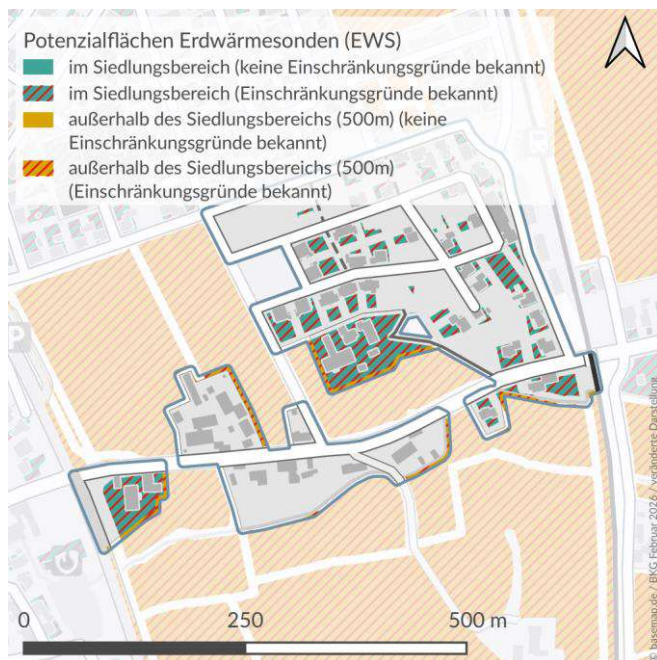 Potenzialflächen Erdwärmesonden (EWS)
im Siedlungsbereich (keine Einschränkungsgründe bekannt)
im Siedlungsbereich (Einschränkungsgründe bekannt)
außerhalb des Siedlungsbereichs (500m) (keine
Einschränkungsgründe bekannt)
außerhalb des Siedlungsbereichs (500m)
(Einschränkungsgründe bekannt)
P
P
0 250 500 m
© basemap.de / BKG Februar 2026 / veränderte Darstellung